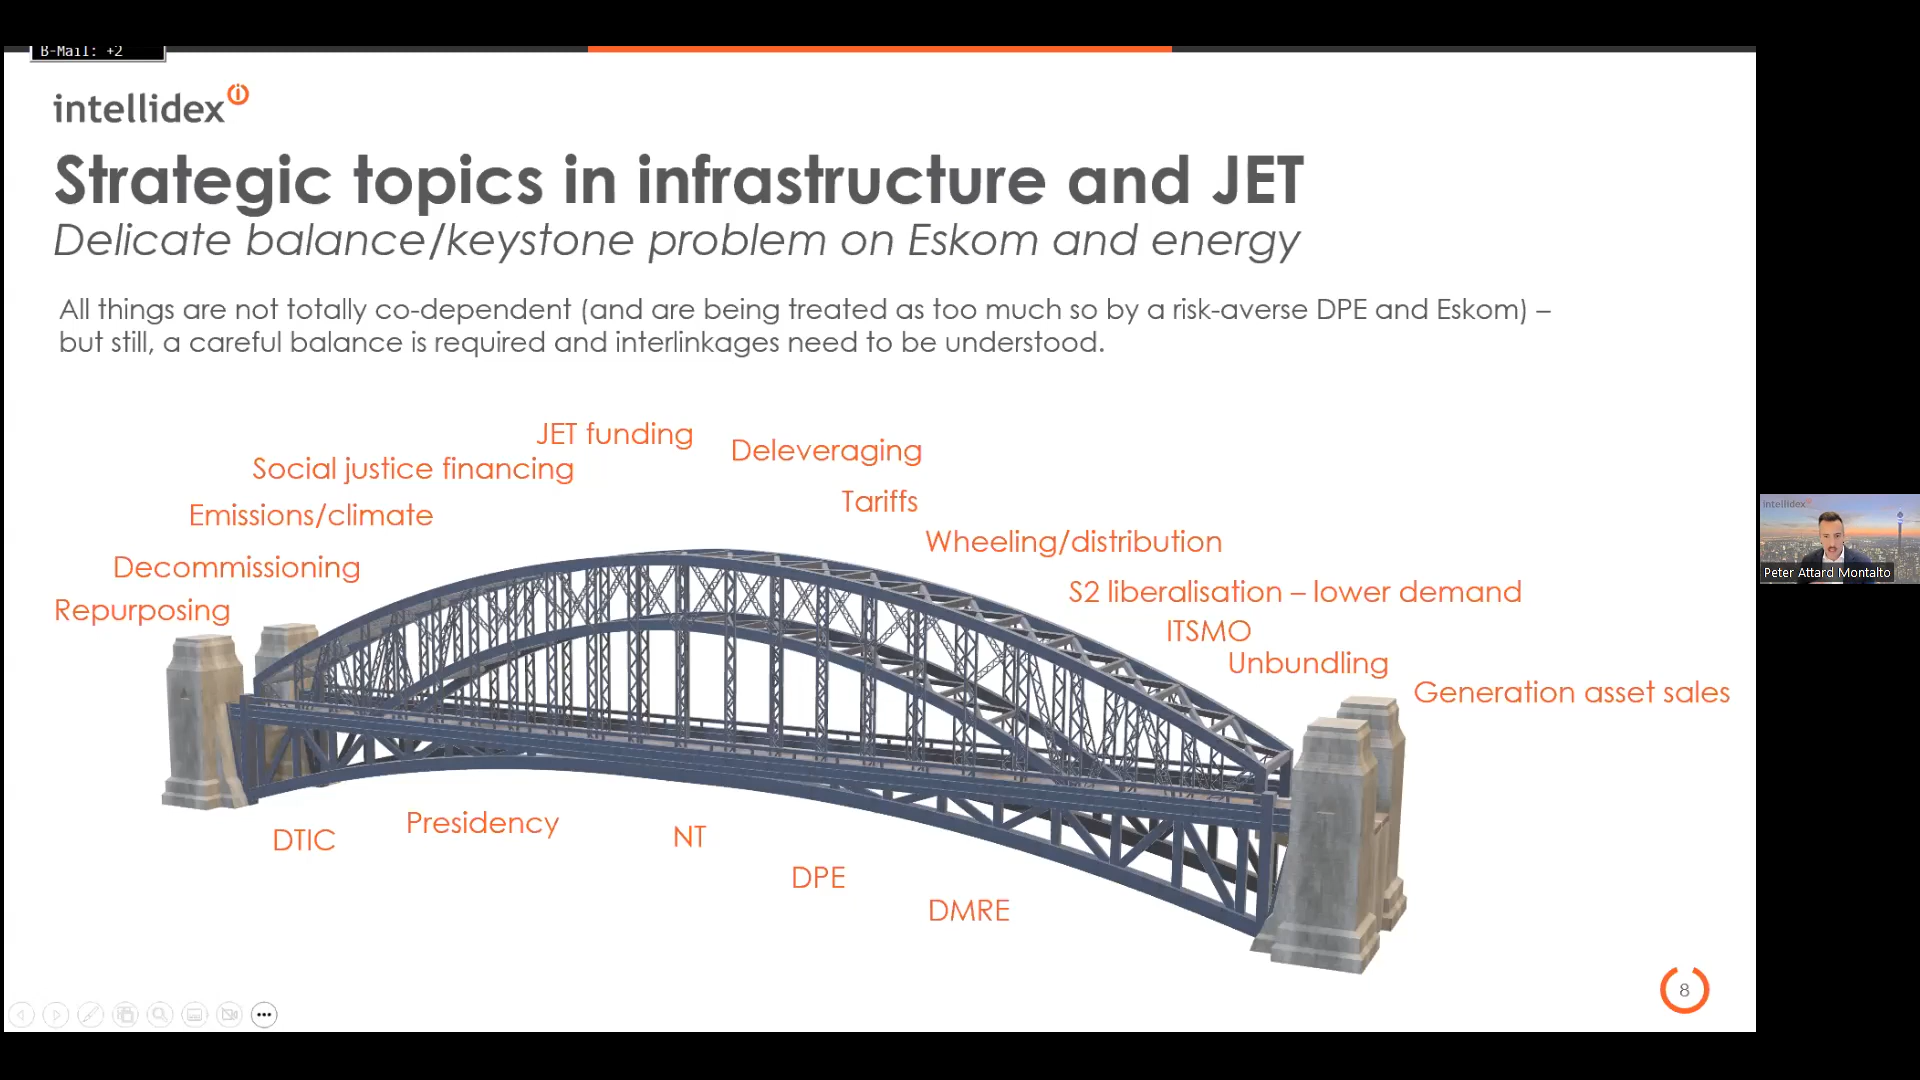 B-Mail: +2
intellidex
Strategic topics in infrastructure and JET
Delicate balance/keystone problem on Eskom and energy
All things are not totally co-dependent (and are being treated as too much so by a risk-averse DPE and Eskom) –
but still, a careful balance is required and interlinkages need to be understood.
JET funding
Deleveraging
Social justice financing
Tariffs
Emissions/climate
Wheeling/distribution
Decommissioning
S2 liberalisation – lower demand
Repurposing
ITSMO
Unbundling
Generation asset sales
DTIC
Presidency
NT
DPE
DMRE
8
intellidex
Peter Attard Montalto